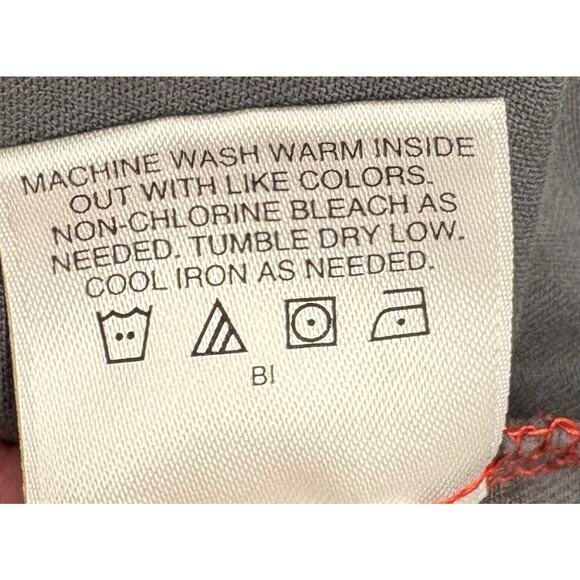 MACHINE WASH WARM INSIDE
OUT WITH LIKE COLORS.
NON-CHLORINE BLEACH AS
NEEDED. TUMBLE DRY LOW.
COOL IRON AS NEEDED.
BI